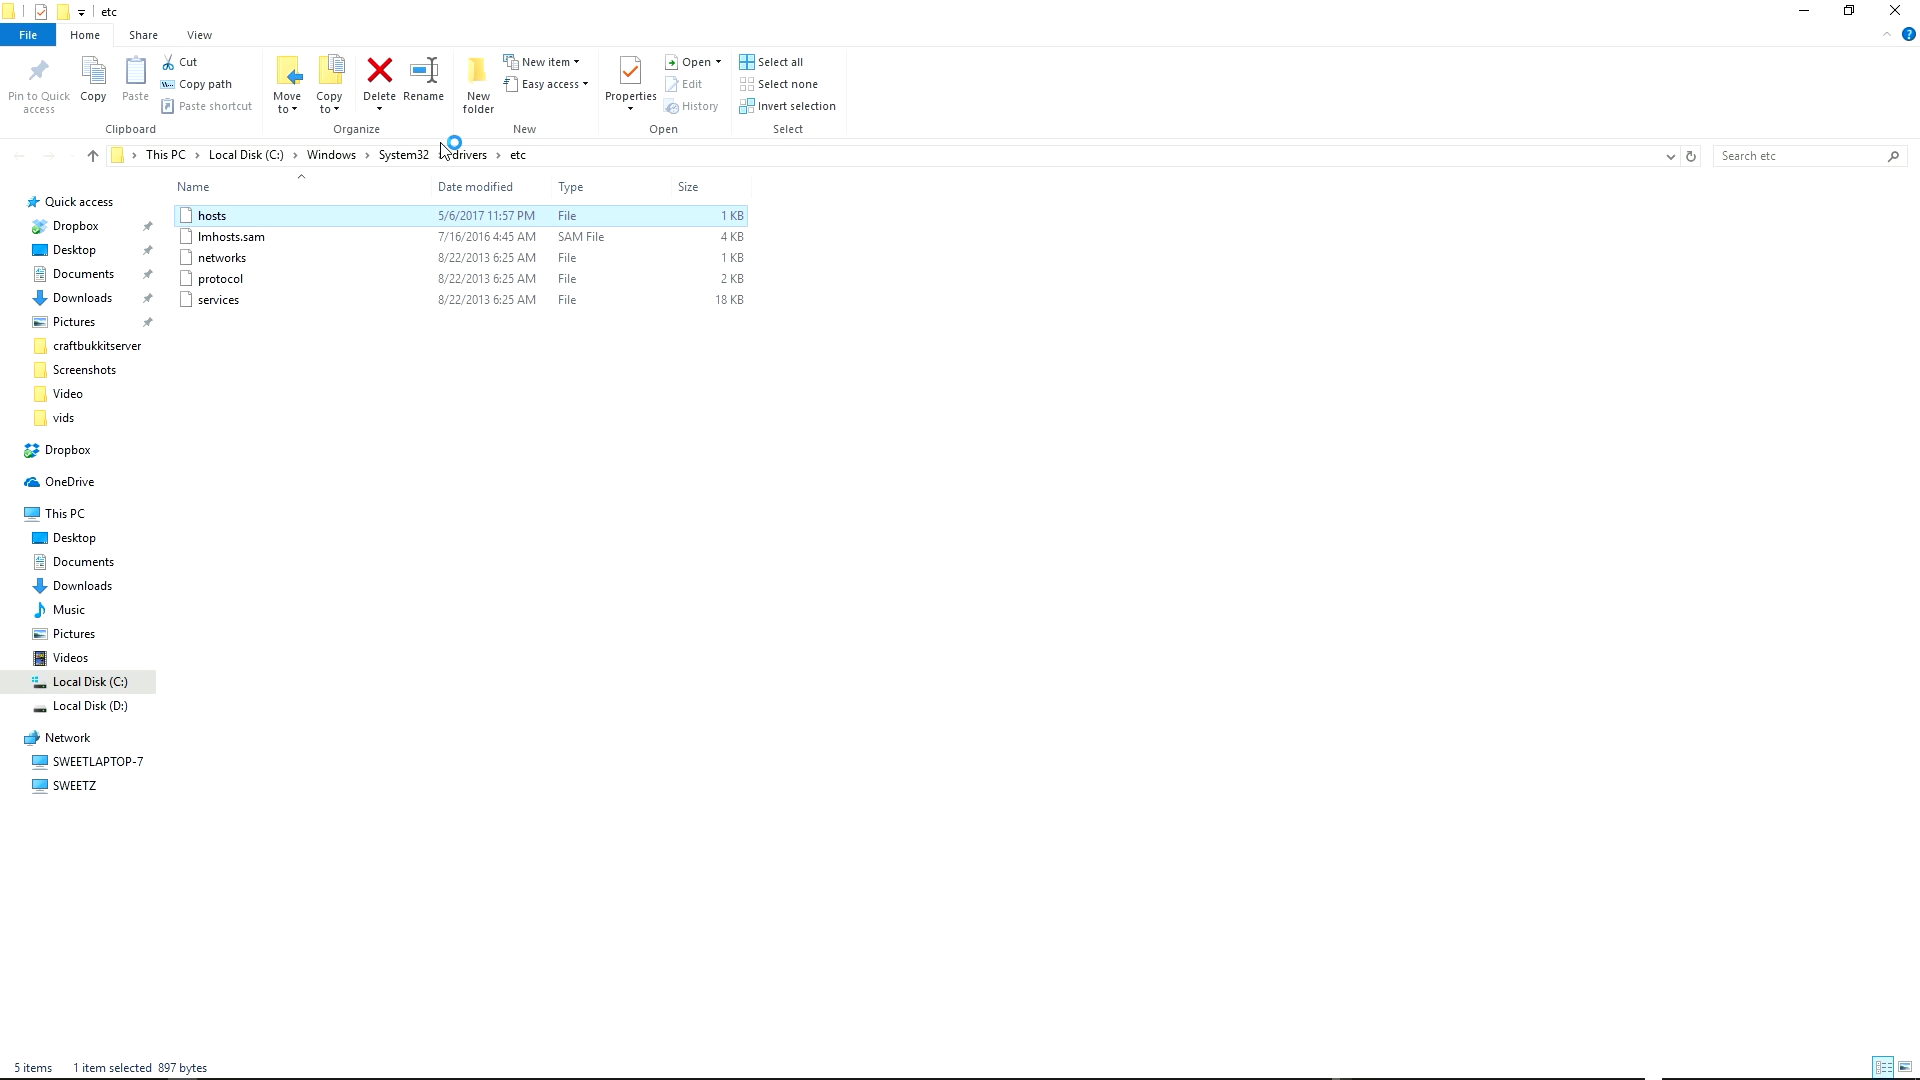 etc
File Home Share View
Pin to Quick access
Copy
Paste
Cut
Copy path
Paste shortcut
Clipboard
Move to
Copy to
Delete
Rename
Organize
New folder
New item
Easy access
New
Properties
Open
Edit
History
Open
Select all
Select none
Invert selection
Select
This PC Local Disk (C:) Windows System32 drivers etc
Search etc
Name Date modified Type Size
hosts 5/6/2017 11:57 PM File 1 KB
lmhosts.sam 7/16/2016 4:45 AM SAM File 4 KB
networks 8/22/2013 6:25 AM File 1 KB
protocol 8/22/2013 6:25 AM File 2 KB
services 8/22/2013 6:25 AM File 18 KB
Quick access
Dropbox
Desktop
Documents
Downloads
Pictures
craftbukkitserver
Screenshots
Video
vids
Dropbox
OneDrive
This PC
Desktop
Documents
Downloads
Music
Pictures
Videos
Local Disk (C:)
Local Disk (D:)
Network
SWEETLAPTOP-7
SWEETZ
5 items 1 item selected 897 bytes